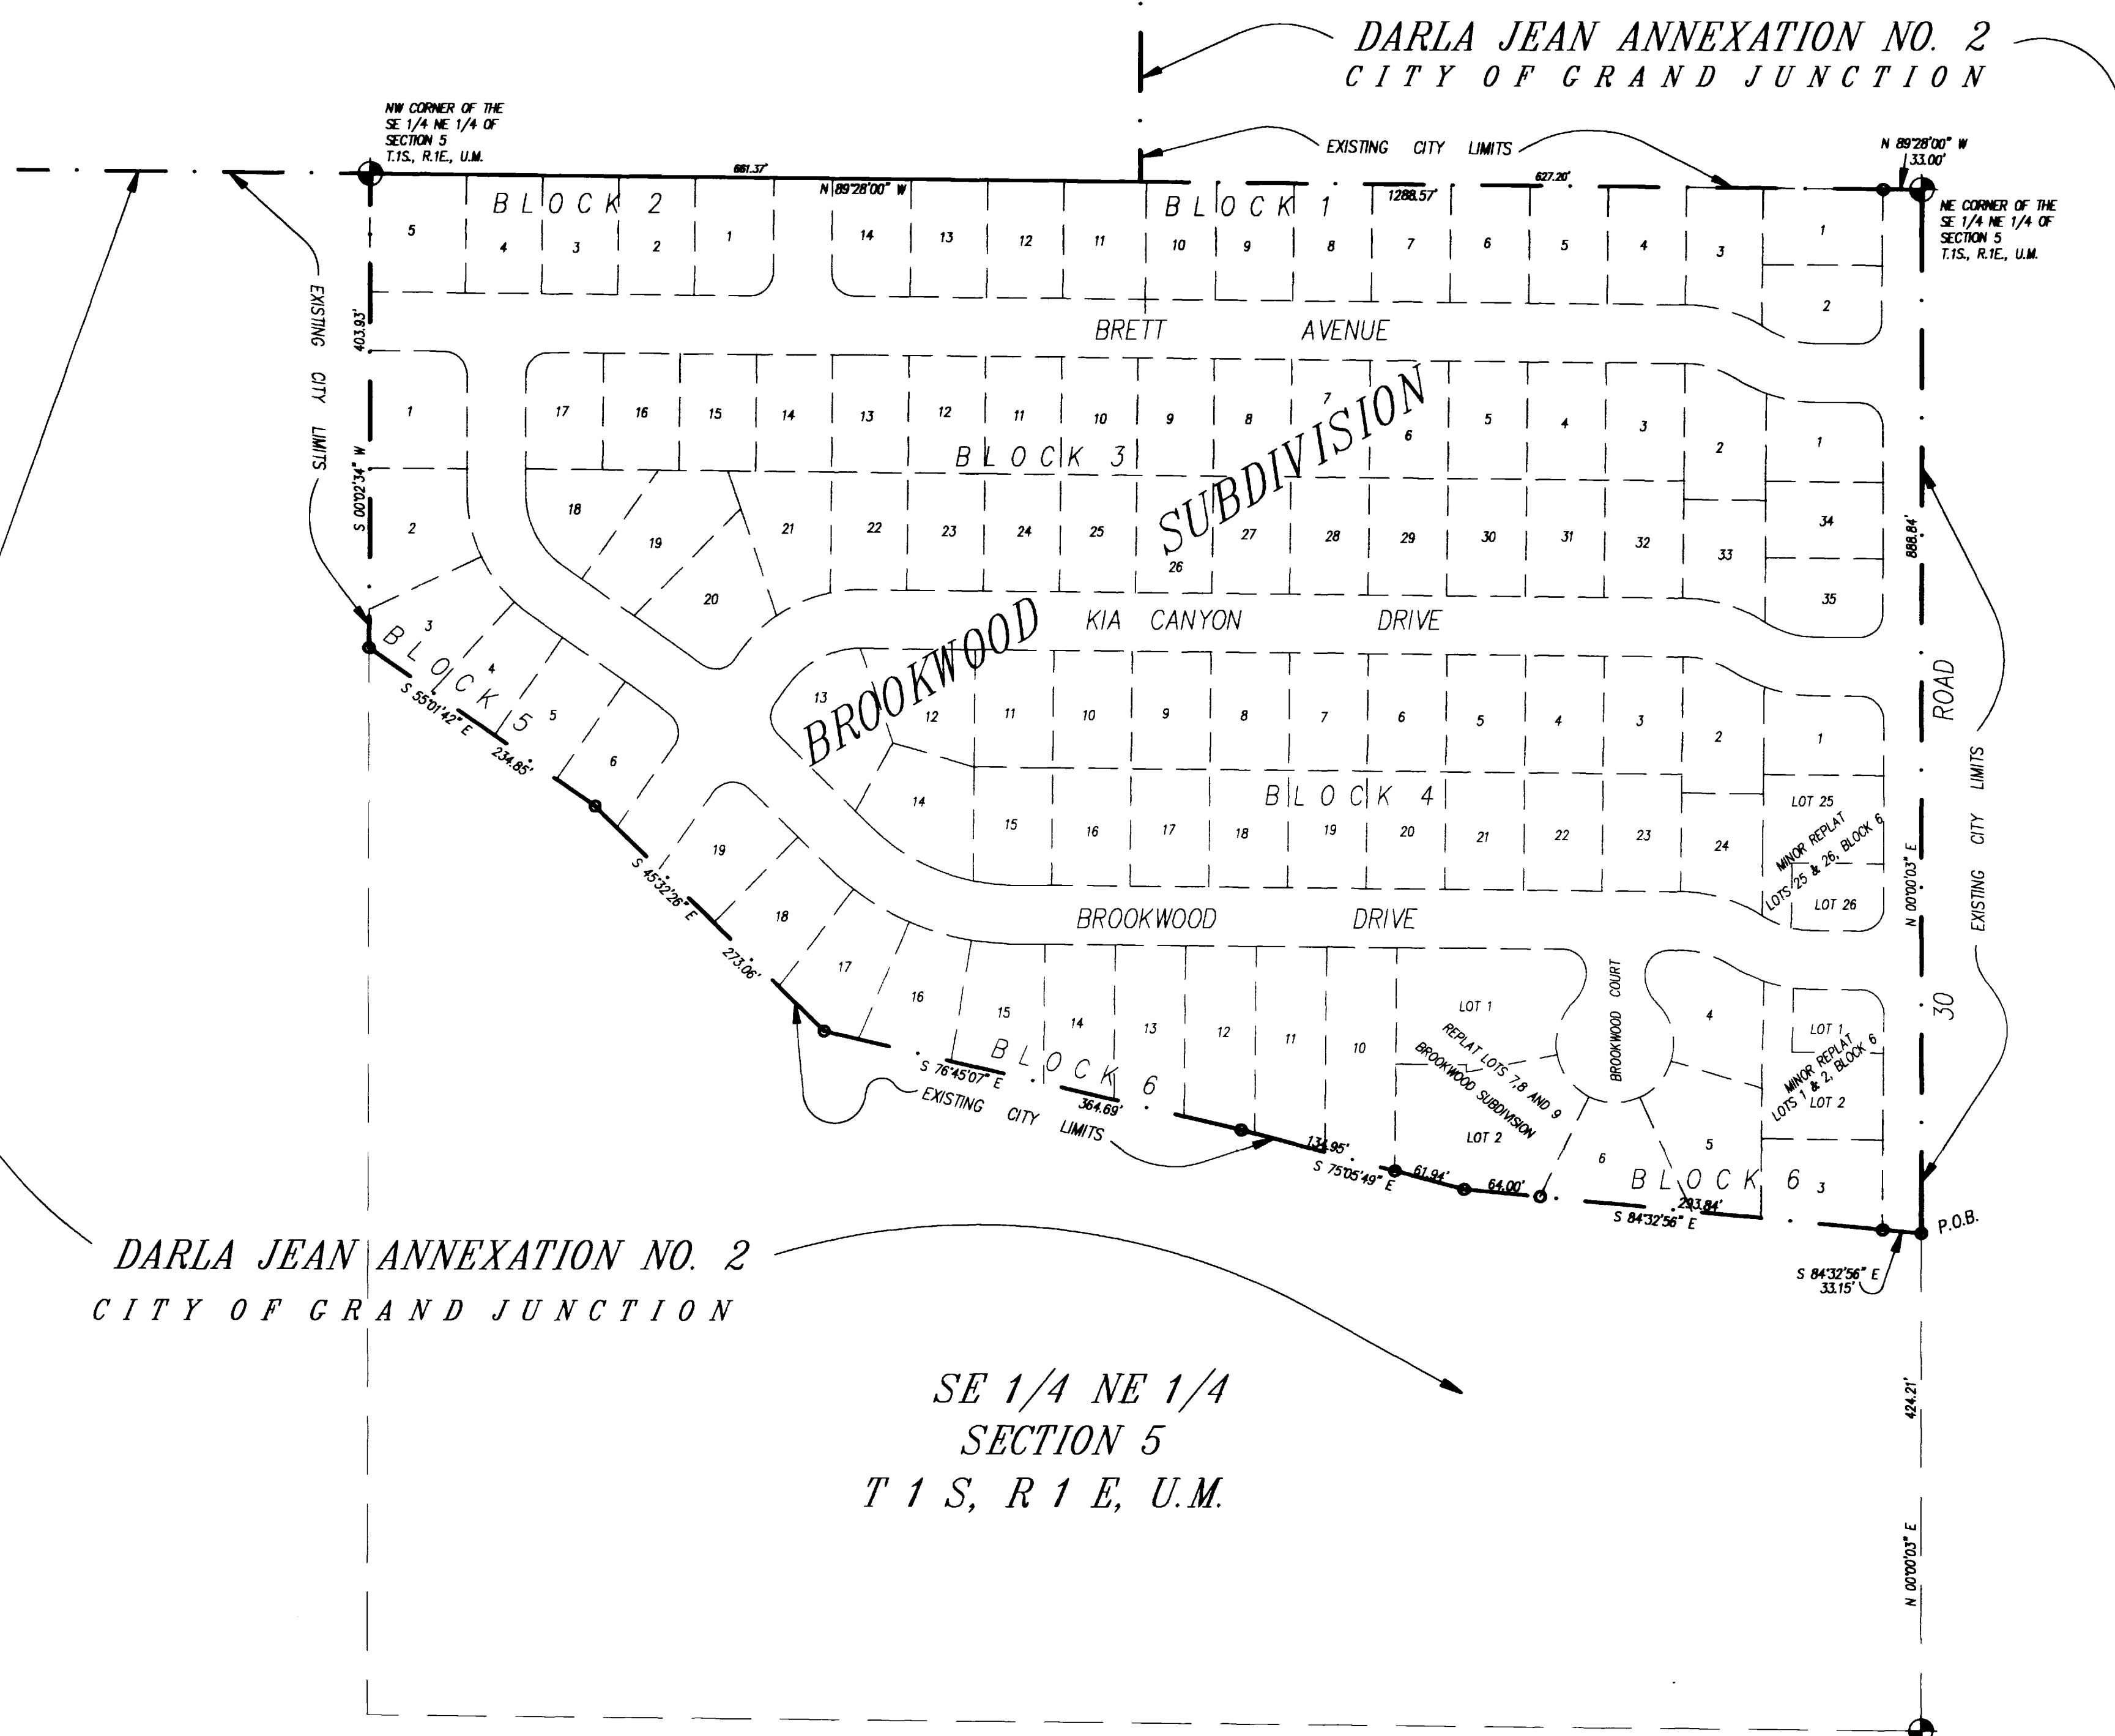 DARLA JEAN ANNEXATION NO. 2
CITY OF GRAND JUNCTION
NW CORNER OF THE
SE 1/4 NE 1/4 OF
SECTION 5
T.1S., R.1E., U.M.
EXISTING CITY LIMITS
N 89°28'00" W
33.00'
661.37'
N 89°28'00" W
1288.57'
627.20'
NE CORNER OF THE
SE 1/4 NE 1/4 OF
SECTION 5
T.1S., R.1E., U.M.
BLOCK 2
BLOCK 1
5 4 3 2 1 14 13 12 11 10 9 8 7 6 5 4 3 1
2
EXISTING CITY LIMITS
403.93'
S 00°02'34" W
BRETT AVENUE
1 17 16 15 14 13 12 11 10 9 8 7 6 5 4 3 2 1
BLOCK 3
SUBDIVISION
2 18 19 20 21 22 23 24 25 26 27 28 29 30 31 32 33 34
35
888.84'
KIA CANYON DRIVE
BROOKWOOD
3 4 5 6
BLOCK 5
S 55°01'42" E
234.85'
13 12 11 10 9 8 7 6 5 4 3 2 1
BLOCK 4
14 15 16 17 18 19 20 21 22 23 24
LOT 25
MINOR REPLAT
LOTS 25 & 26, BLOCK 6
LOT 26
N 00°00'03" E
30 ROAD
EXISTING CITY LIMITS
S 45°32'26" E
273.06'
BROOKWOOD DRIVE
19 18 17 16 15 14 13 12 11 10
LOT 1
REPLAT LOTS 7,8 AND 9
BROOKWOOD SUBDIVISION
LOT 2
BROOKWOOD COURT
4
LOT 1
MINOR REPLAT
LOTS 1 & 2, BLOCK 6
LOT 2
BLOCK 6
S 76°45'07" E
364.69'
EXISTING CITY LIMITS
134.95'
S 75°05'49" E
61.94'
64.00'
6 5 3
BLOCK 6
293.84'
S 84°32'56" E
P.O.B.
S 84°32'56" E
33.15'
DARLA JEAN ANNEXATION NO. 2
CITY OF GRAND JUNCTION
SE 1/4 NE 1/4
SECTION 5
T 1 S, R 1 E, U.M.
424.21'
N 00°00'03" E